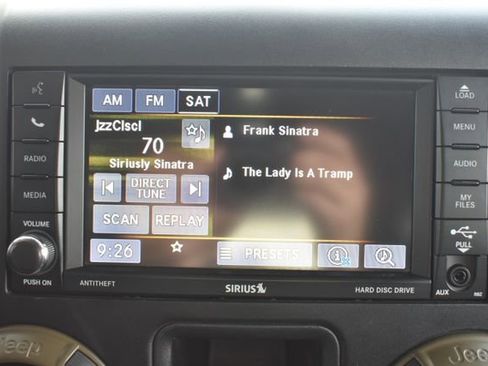 AM FM SAT
JzzClscl
70
Siriusly Sinatra
DIRECT
TUNE
SCAN REPLAY
9:26
Frank Sinatra
The Lady Is A Tramp
PRESETS
RADIO
MEDIA
VOLUME
PUSH ON
ANTITHEFT
SIRIUS
HARD DISC DRIVE
LOAD
MENU
AUDIO
MY
FILES
PULL
AUX
Jeep
Jeep